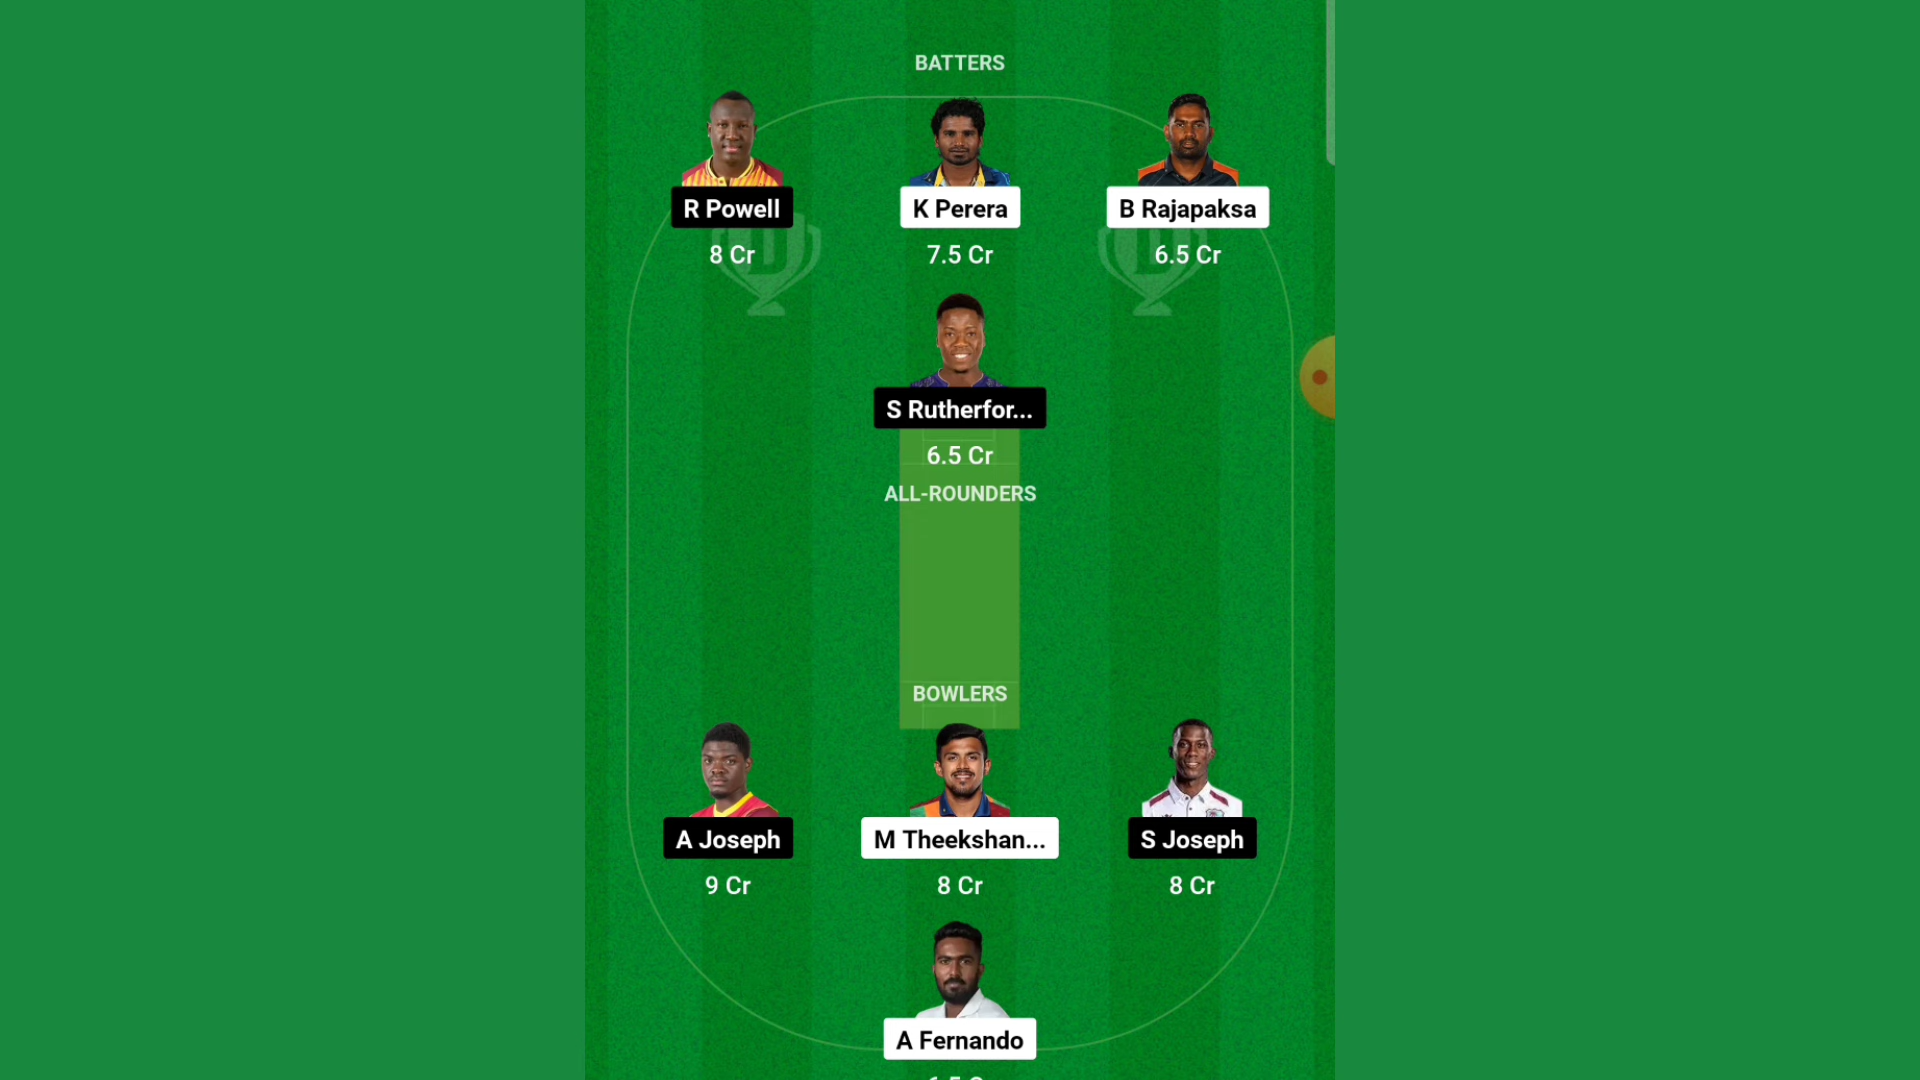 BATTERS
R Powell K Perera B Rajapaksa
8 Cr 7.5 Cr 6.5 Cr
S Rutherfor...
6.5 Cr
ALL-ROUNDERS
BOWLERS
A Joseph M Theekshan... S Joseph
9 Cr 8 Cr 8 Cr
A Fernando